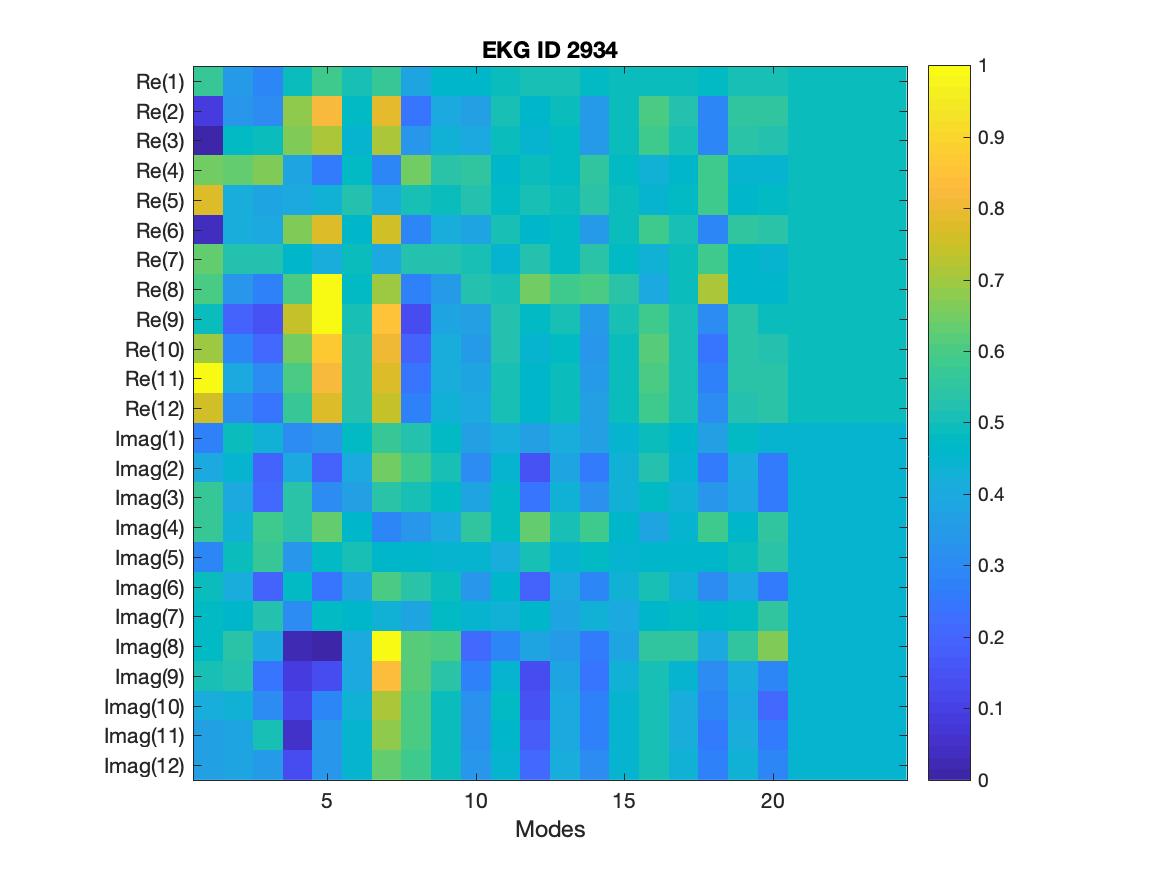 EKG ID 2934
Re(1)
Re(2)
Re(3)
Re(4)
Re(5)
Re(6)
Re(7)
Re(8)
Re(9)
Re(10)
Re(11)
Re(12)
Imag(1)
Imag(2)
Imag(3)
Imag(4)
Imag(5)
Imag(6)
Imag(7)
Imag(8)
Imag(9)
Imag(10)
Imag(11)
Imag(12)
5 10 15 20
Modes
1
0.9
0.8
0.7
0.6
0.5
0.4
0.3
0.2
0.1
0